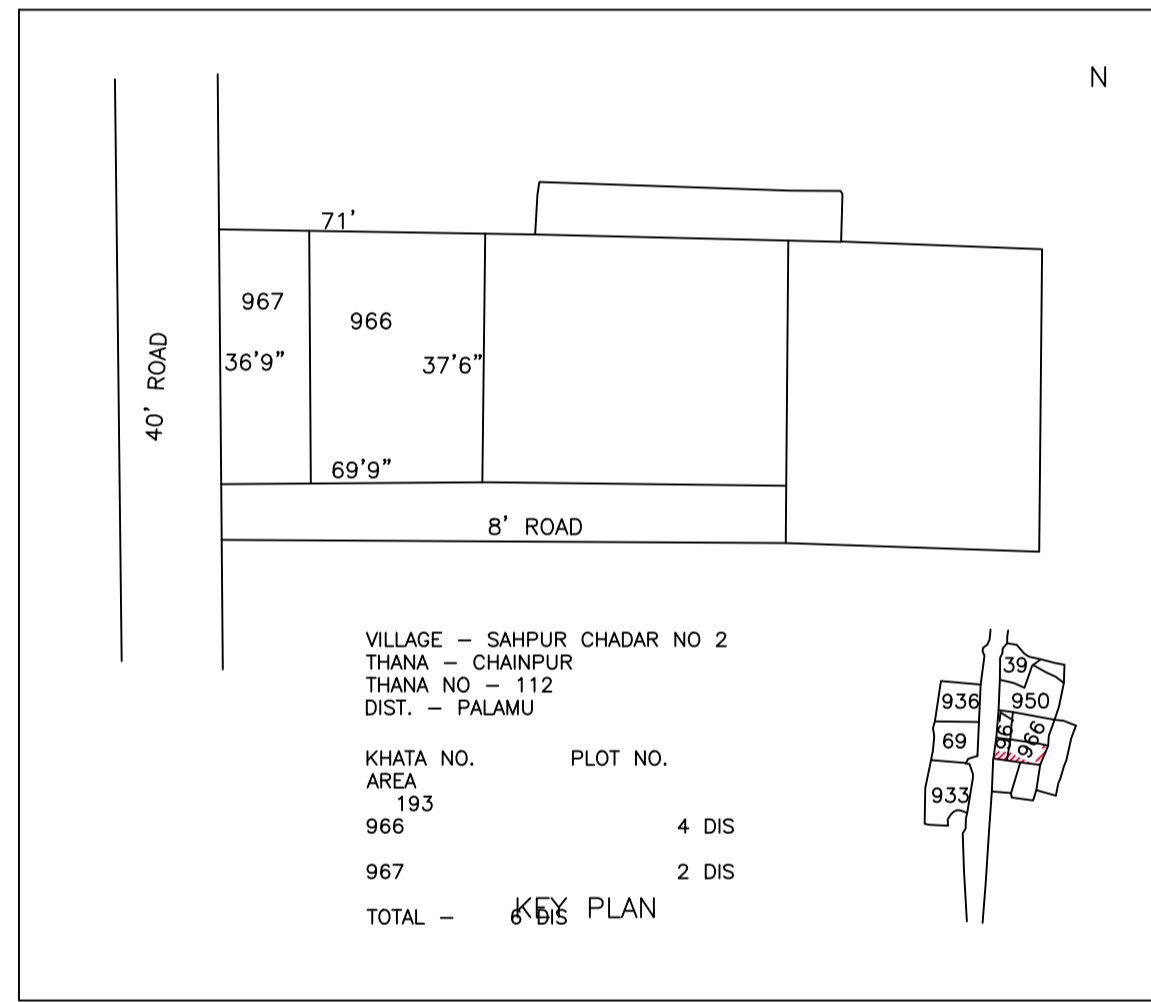 N
71'
967
966
36'9"
37'6"
40' ROAD
69'9"
8' ROAD
VILLAGE – SAHPUR CHADAR NO 2
THANA – CHAINPUR
THANA NO – 112
DIST. – PALAMU
KHATA NO. PLOT NO.
AREA
193
966 4 DIS
967 2 DIS
TOTAL – 6 DIS
KEY PLAN
39
936 950
967 966
69
933